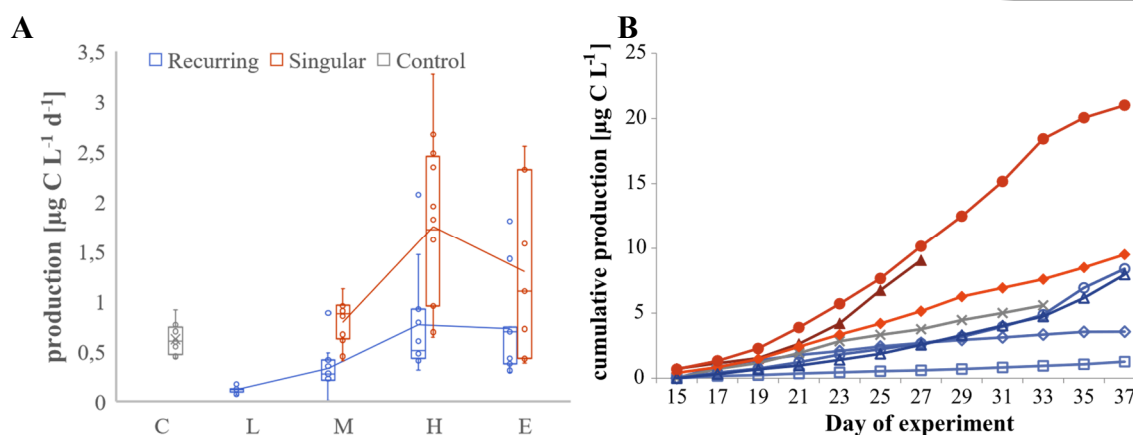 A
production [µg C L⁻¹ d⁻¹]
3,5
3
2,5
2
1,5
1
0,5
0
Recurring Singular Control
C L M H E
B
cumulative production [µg C L⁻¹]
25
20
15
10
5
0
15 17 19 21 23 25 27 29 31 33 35 37
Day of experiment